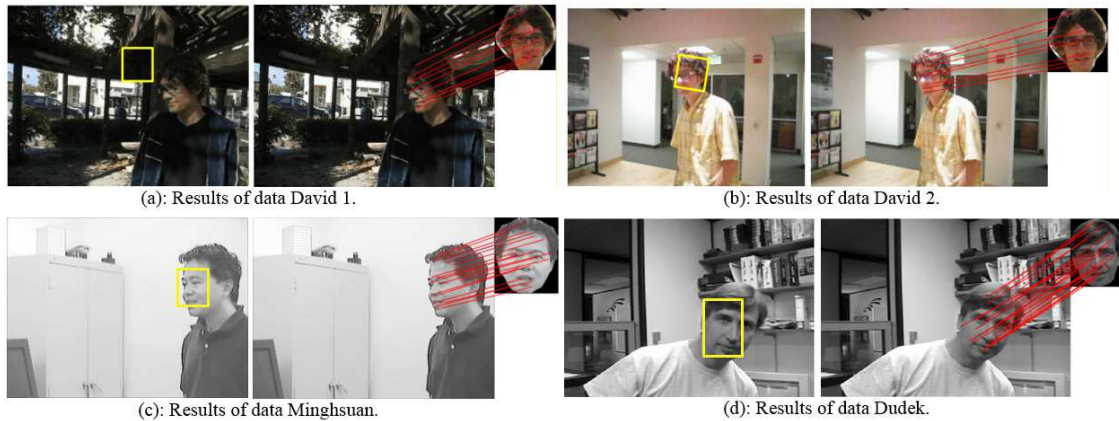 (a): Results of data David 1.
(b): Results of data David 2.
(c): Results of data Minghsuan.
(d): Results of data Dudek.